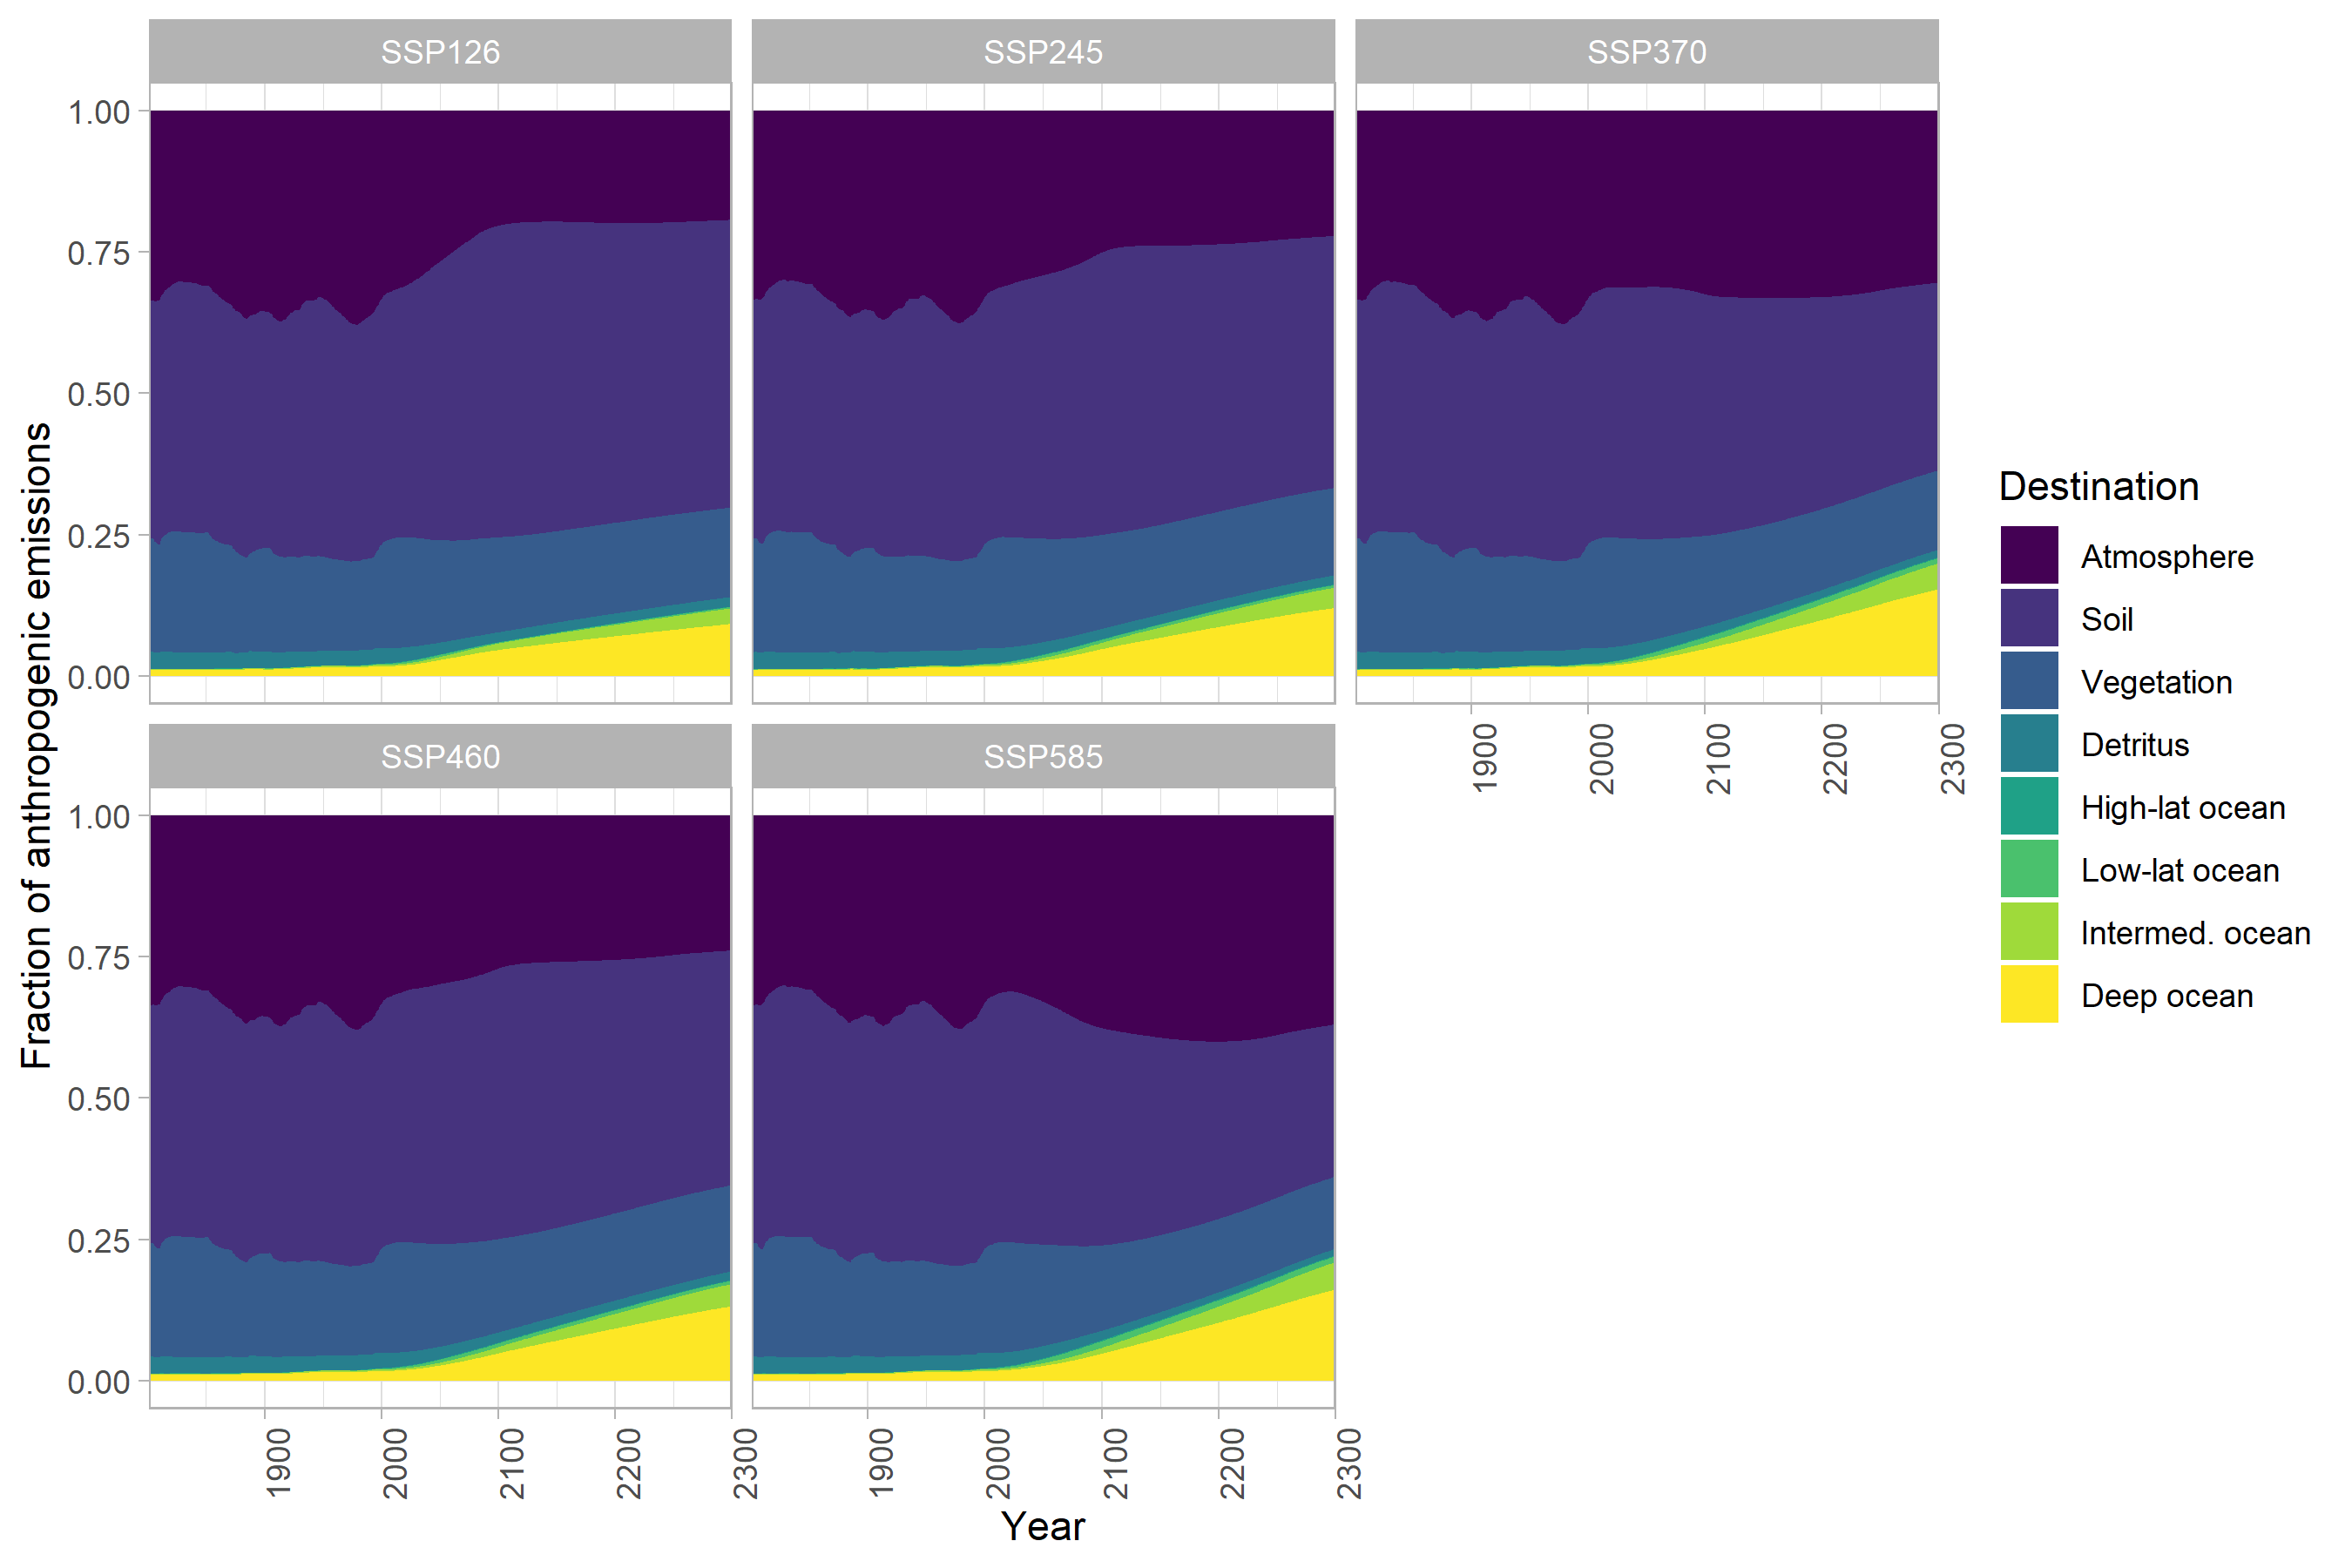 SSP126
SSP245
SSP370
1.00
0.75
0.50
0.25
0.00
1900
2000
2100
2200
2300
SSP460
SSP585
1.00
0.75
0.50
0.25
0.00
1900
2000
2100
2200
2300
1900
2000
2100
2200
2300
Year
Fraction of anthropogenic emissions
Destination
Atmosphere
Soil
Vegetation
Detritus
High-lat ocean
Low-lat ocean
Intermed. ocean
Deep ocean